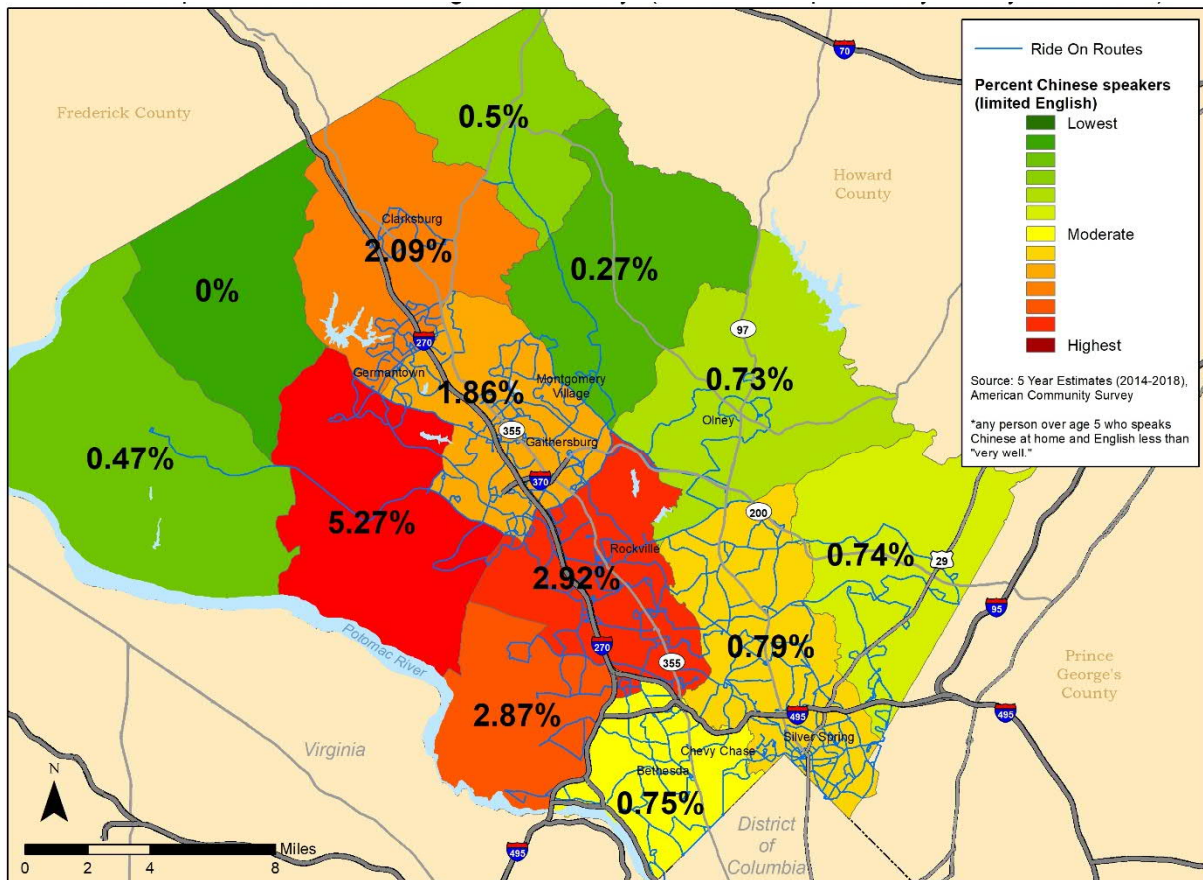 70
Ride On Routes
Percent Chinese speakers
(limited English)
Lowest
Moderate
Highest
Source: 5 Year Estimates (2014-2018),
American Community Survey
*any person over age 5 who speaks
Chinese at home and English less than
"very well."
Frederick County
0.5%
Howard
County
Clarksburg
2.09%
0.27%
0%
97
270
Germantown
1.86%
Montgomery
Village
0.73%
Olney
355
Gaithersburg
0.47%
370
5.27%
200
Rockville
0.74%
29
2.92%
95
Potomac River
270
355
0.79%
Prince
George's
County
2.87%
495
495
Virginia
Chevy Chase
Silver Spring
Bethesda
0.75%
N
District
of
Columbia
Miles
0 2 4 8
495